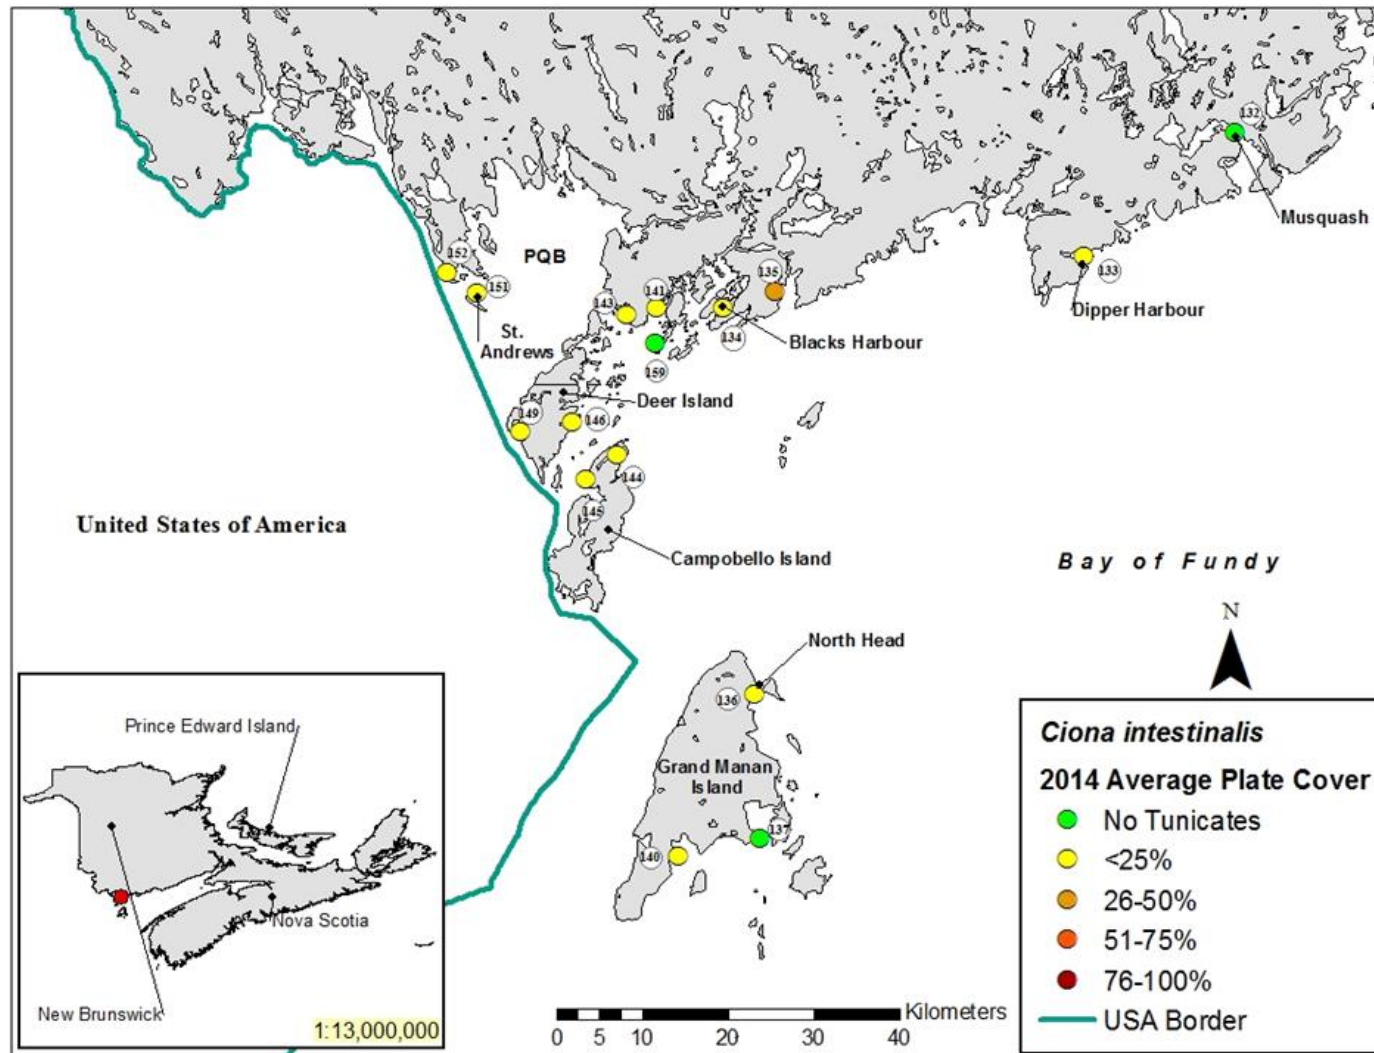 132
Musquash
152
PQB
135
151
133
143
141
Dipper Harbour
St.
Andrews
134
Blacks Harbour
159
Deer Island
149
146
144
145
United States of America
Campobello Island
Bay of Fundy
N
North Head
136
Grand Manan
Island
137
140
Prince Edward Island
Nova Scotia
New Brunswick
1:13,000,000
Ciona intestinalis
2014 Average Plate Cover
No Tunicates
<25%
26-50%
51-75%
76-100%
USA Border
Kilometers
0 5 10 20 30 40